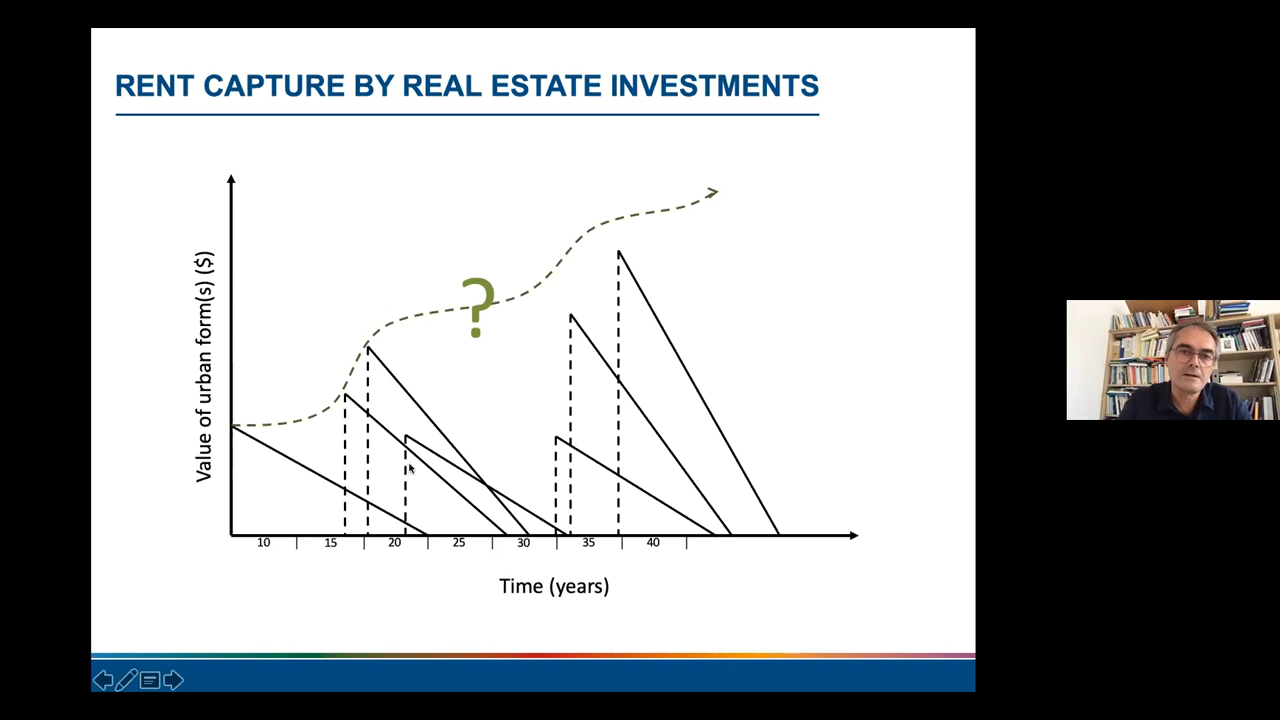 RENT CAPTURE BY REAL ESTATE INVESTMENTS
Value of urban form(s) ($)
?
10 15 20 25 30 35 40
Time (years)